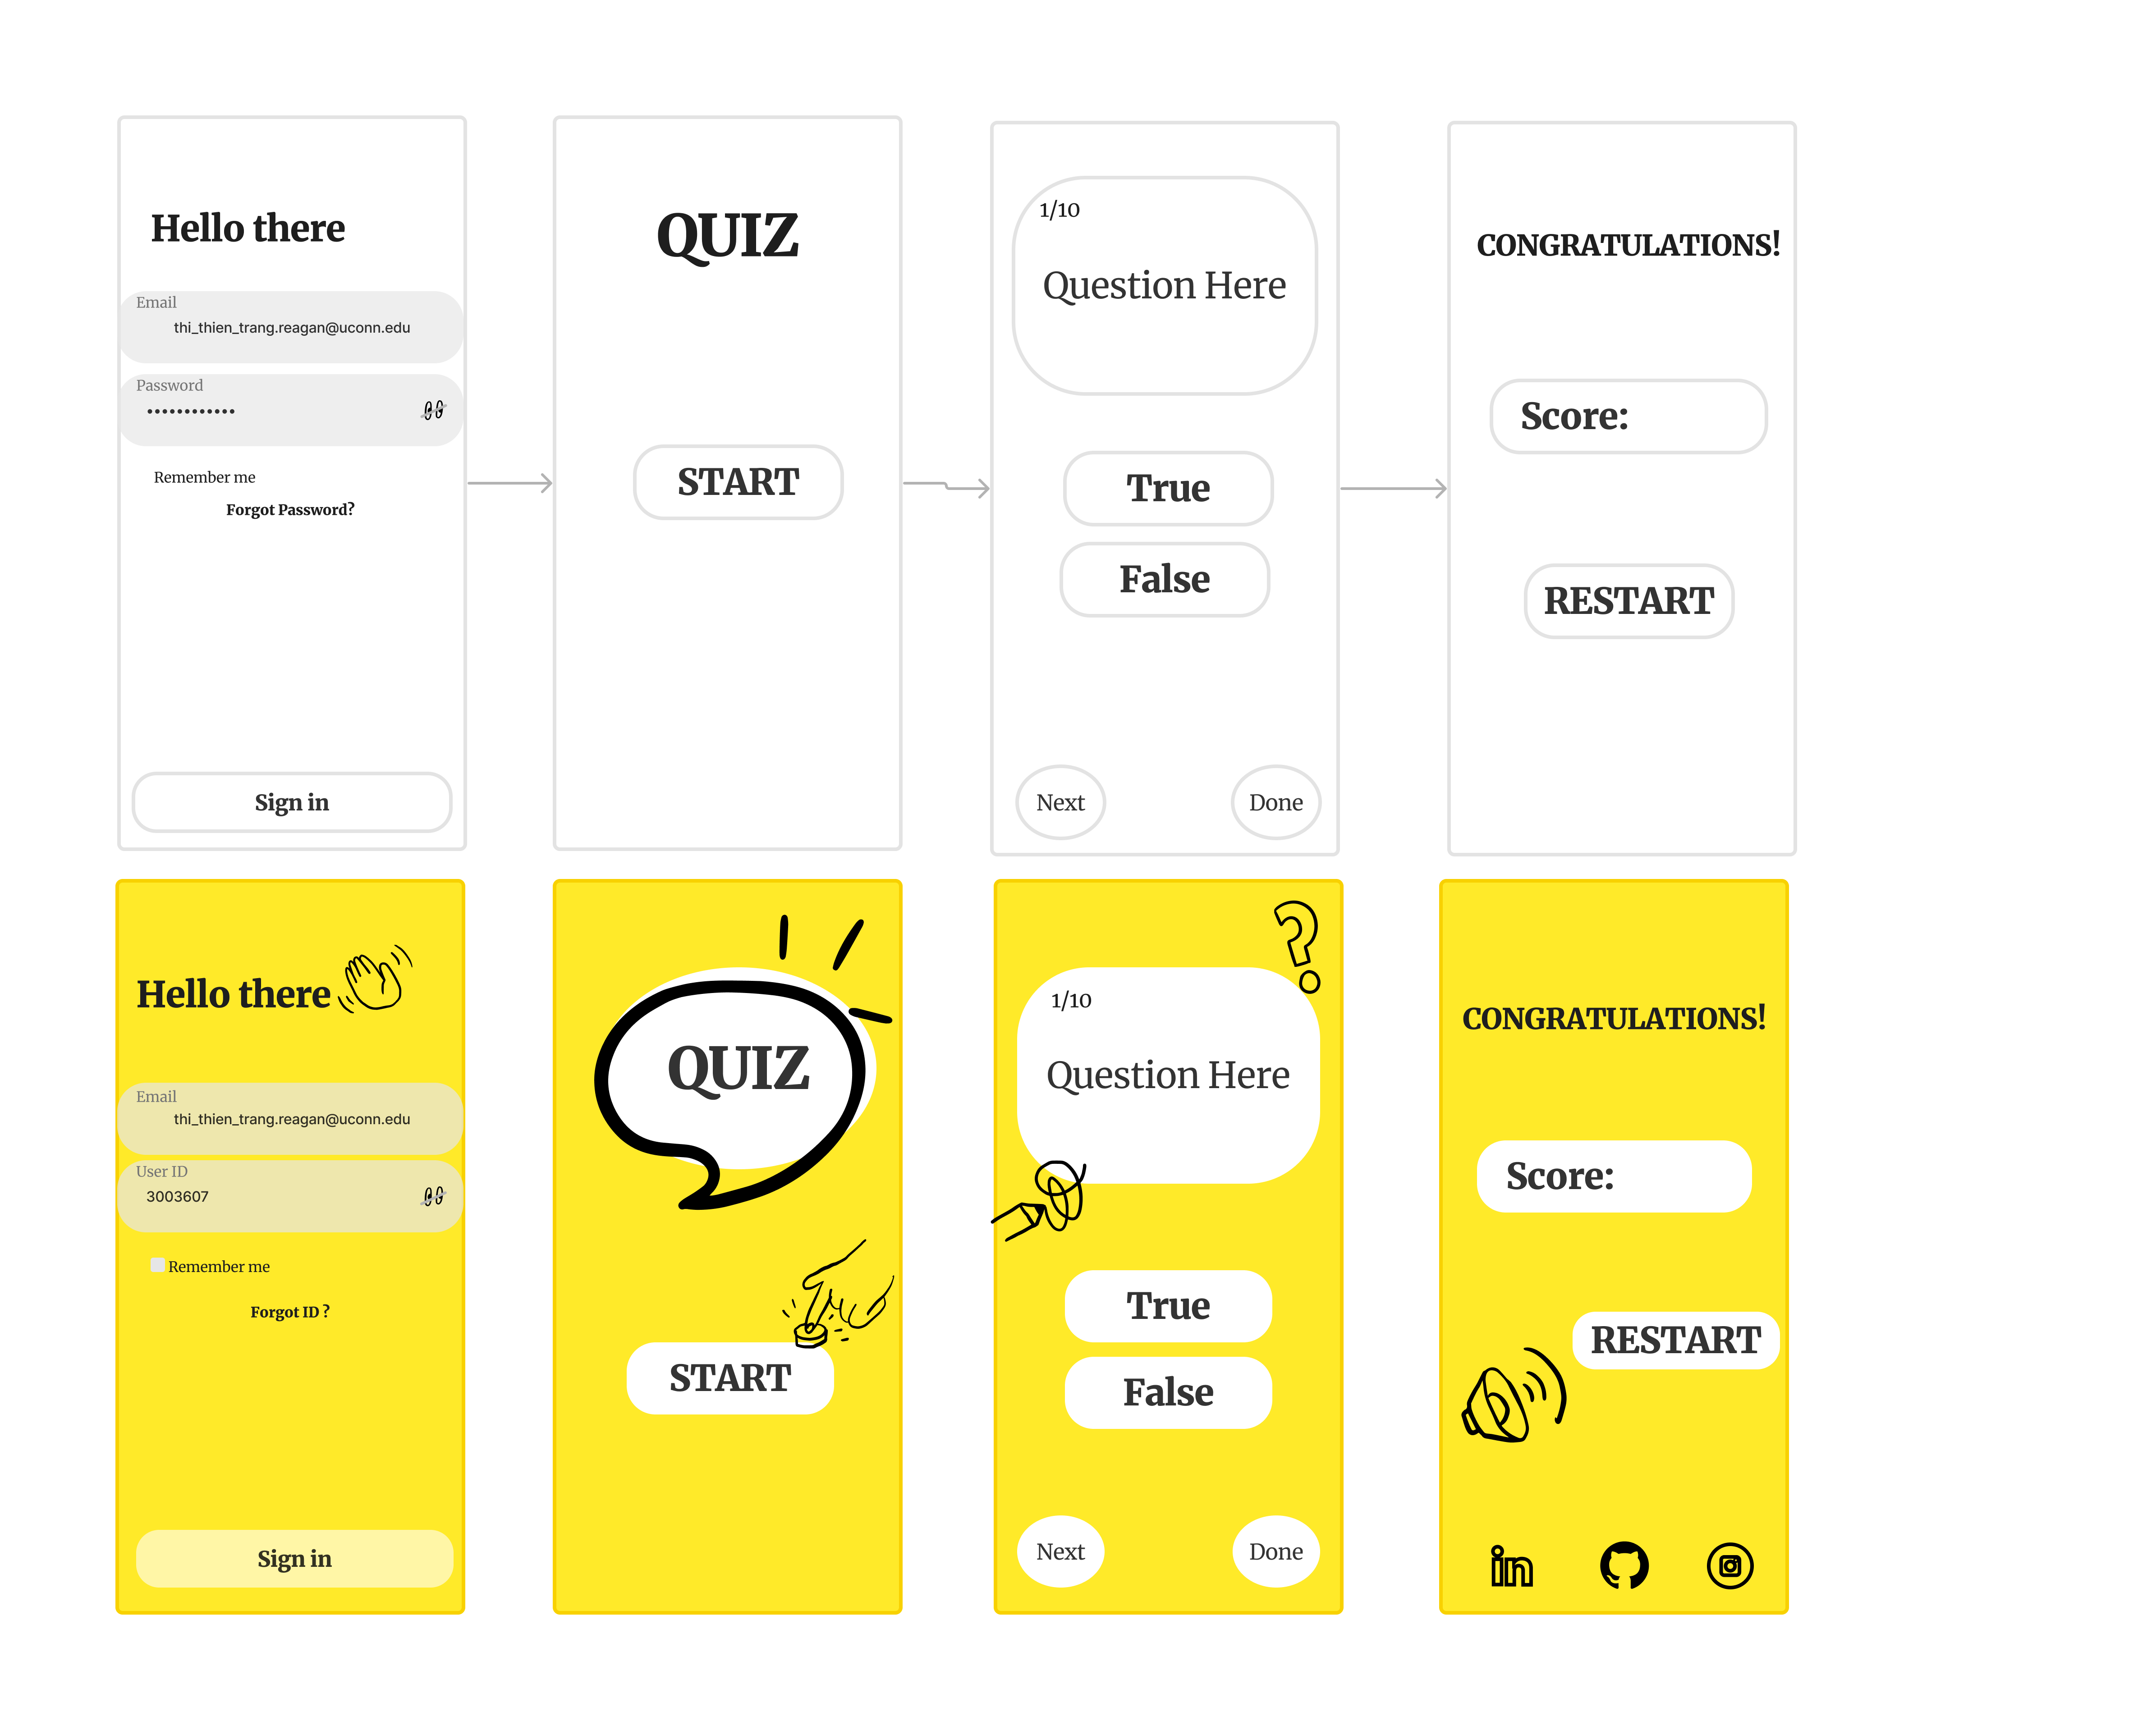 Hello there
Email
thi_thien_trang.reagan@uconn.edu
Password
••••••••••••
Remember me
Forgot Password?
Sign in
QUIZ
START
1/10
Question Here
True
False
Next
Done
CONGRATULATIONS!
Score:
RESTART
Hello there
Email
thi_thien_trang.reagan@uconn.edu
User ID
3003607
Remember me
Forgot ID ?
Sign in
QUIZ
START
1/10
Question Here
True
False
Next
Done
CONGRATULATIONS!
Score:
RESTART
in